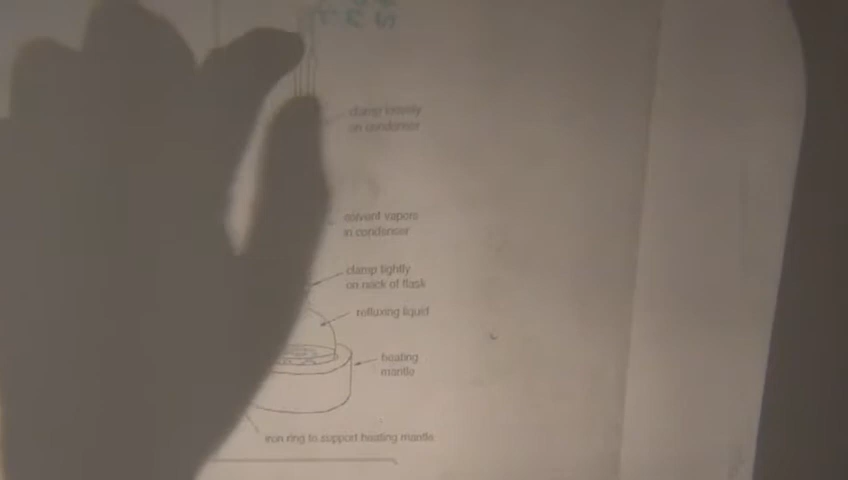 clamp loosely
on condenser
solvent vapors
in condenser
clamp tightly
on neck of flask
refluxing liquid
heating
mantle
iron ring to support heating mantle